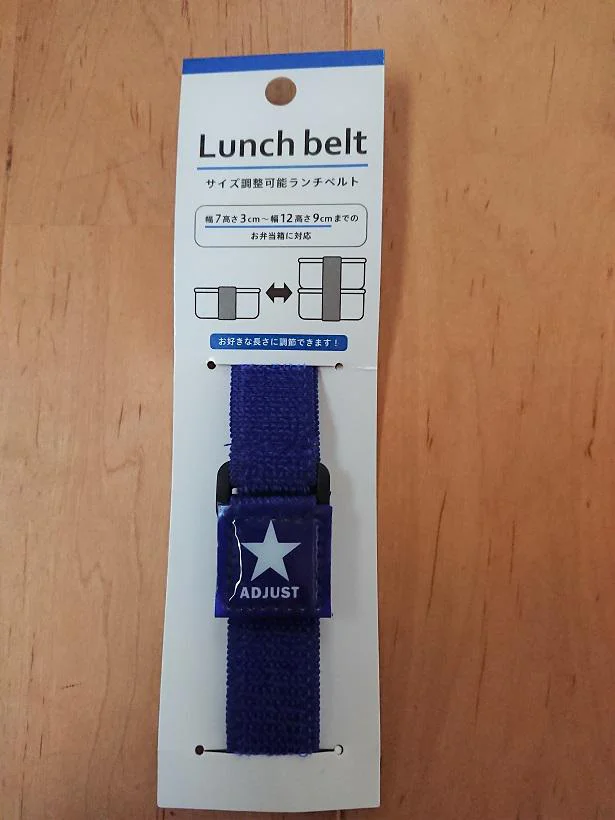 Lunch belt
サイズ調整可能ランチベルト
幅7高さ3cm～幅12高さ9cmまでの
お弁当箱に対応
お好きな長さに調節できます！
ADJUST